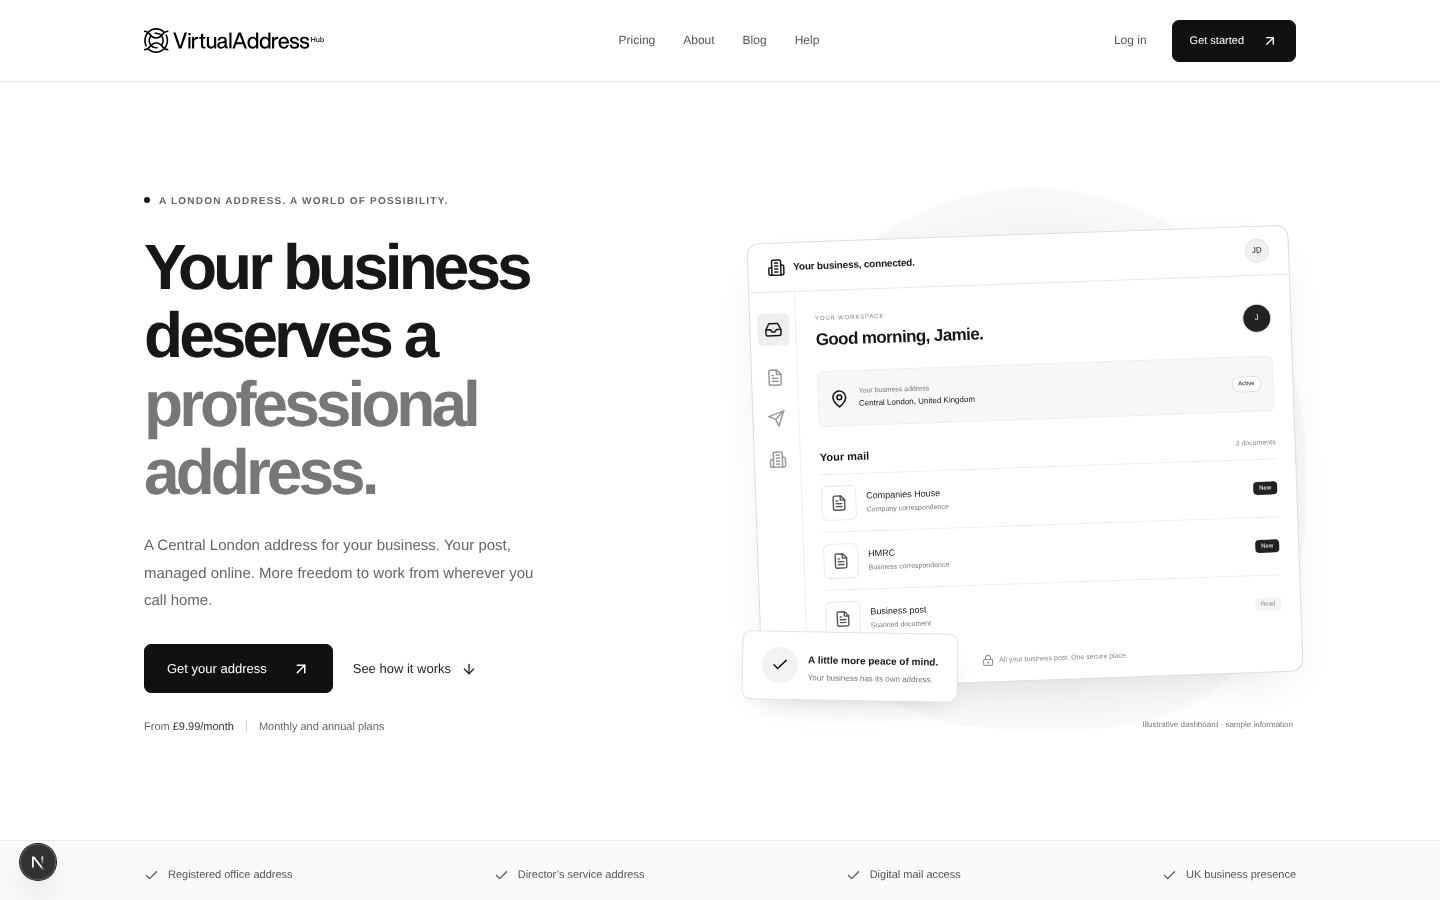 VirtualAddress Hub
Pricing
About
Blog
Help
Log in
Get started
A LONDON ADDRESS. A WORLD OF POSSIBILITY.
Your business
deserves a
professional
address.
A Central London address for your business. Your post,
managed online. More freedom to work from wherever you
call home.
Get your address
See how it works
From £9.99/month
Monthly and annual plans
Your business, connected.
JD
YOUR WORKSPACE
Good morning, Jamie.
J
Your business address
Central London, United Kingdom
Active
Your mail
3 documents
Companies House
Company correspondence
New
HMRC
Business correspondence
New
Business post
Scanned document
Read
A little more peace of mind.
Your business has its own address.
All your business post. One secure place.
Illustrative dashboard · sample information
N
Registered office address
Director’s service address
Digital mail access
UK business presence